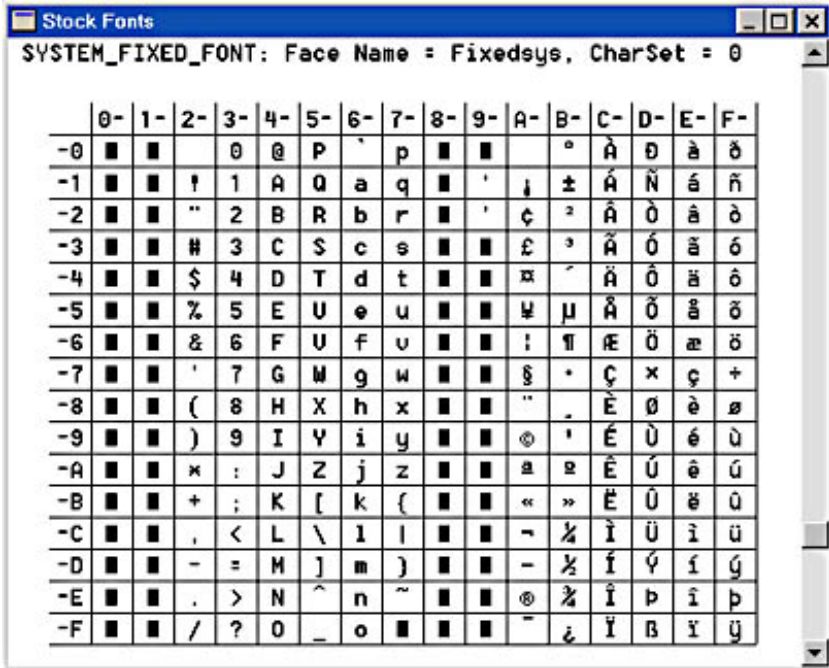 Stock Fonts
SYSTEM_FIXED_FONT: Face Name = Fixedsys, CharSet = 0
0- 1- 2- 3- 4- 5- 6- 7- 8- 9- A- B- C- D- E- F-
-0 ■ ■ 0 @ P ` p ■ ■ ° À Ð à ð
-1 ■ ■ ! 1 A Q a q ■ ' ¡ ± Á Ñ á ñ
-2 ■ ■ " 2 B R b r ■ ' ¢ ² Â Ò â ò
-3 ■ ■ # 3 C S c s ■ ■ £ ³ Ã Ó ã ó
-4 ■ ■ $ 4 D T d t ■ ■ ¤ ´ Ä Ô ä ô
-5 ■ ■ % 5 E U e u ■ ■ ¥ µ Å Õ å õ
-6 ■ ■ & 6 F V f v ■ ■ ¦ ¶ Æ Ö æ ö
-7 ■ ■ ' 7 G W g w ■ ■ § · Ç × ç ÷
-8 ■ ■ ( 8 H X h x ■ ■ ¨ ¸ È Ø è ø
-9 ■ ■ ) 9 I Y i y ■ ■ © ¹ É Ù é ù
-A ■ ■ * : J Z j z ■ ■ ª º Ê Ú ê ú
-B ■ ■ + ; K [ k { ■ ■ « » Ë Û ë û
-C ■ ■ , < L \ l | ■ ■ ¬ ¼ Ì Ü ì ü
-D ■ ■ - = M ] m } ■ ■ - ½ Í Ý í ý
-E ■ ■ . > N ^ n ~ ■ ■ ® ¾ Î Þ î þ
-F ■ ■ / ? O _ o ■ ■ ■ ¯ ¿ Ï ß ï ÿ